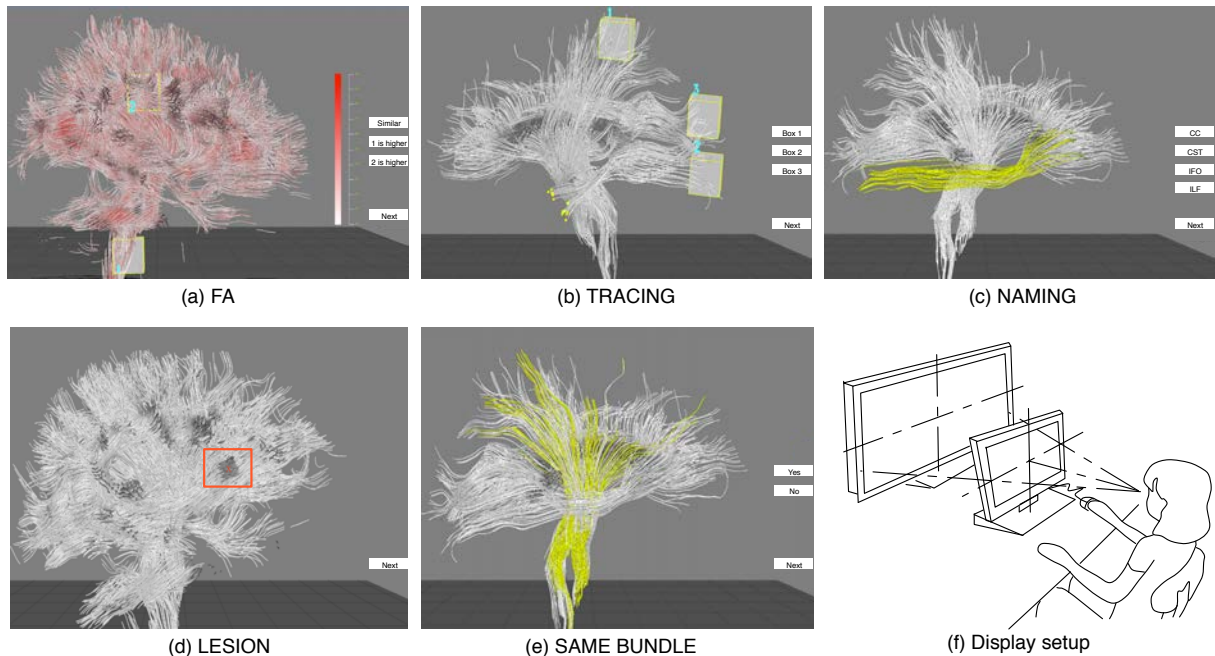 Similar
1 is higher
2 is higher
Next
(a) FA
1
3
2
Box 1
Box 2
Box 3
Next
(b) TRACING
CC
CST
IFO
ILF
Next
(c) NAMING
Next
(d) LESION
Yes
No
Next
(e) SAME BUNDLE
(f) Display setup